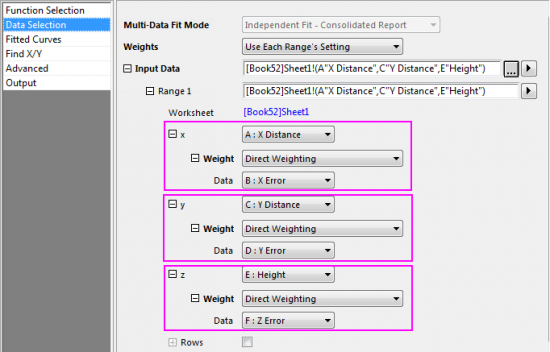 Function Selection
Data Selection
Fitted Curves
Find X/Y
Advanced
Output
Multi-Data Fit Mode Independent Fit - Consolidated Report
Weights Use Each Range's Setting
Input Data [Book52]Sheet1!(A"X Distance",C"Y Distance",E"Height") ...
Range 1 [Book52]Sheet1!(A"X Distance",C"Y Distance",E"Height")
Worksheet [Book52]Sheet1
x A : X Distance
Weight Direct Weighting
Data B : X Error
y C : Y Distance
Weight Direct Weighting
Data D : Y Error
z E : Height
Weight Direct Weighting
Data F : Z Error
Rows